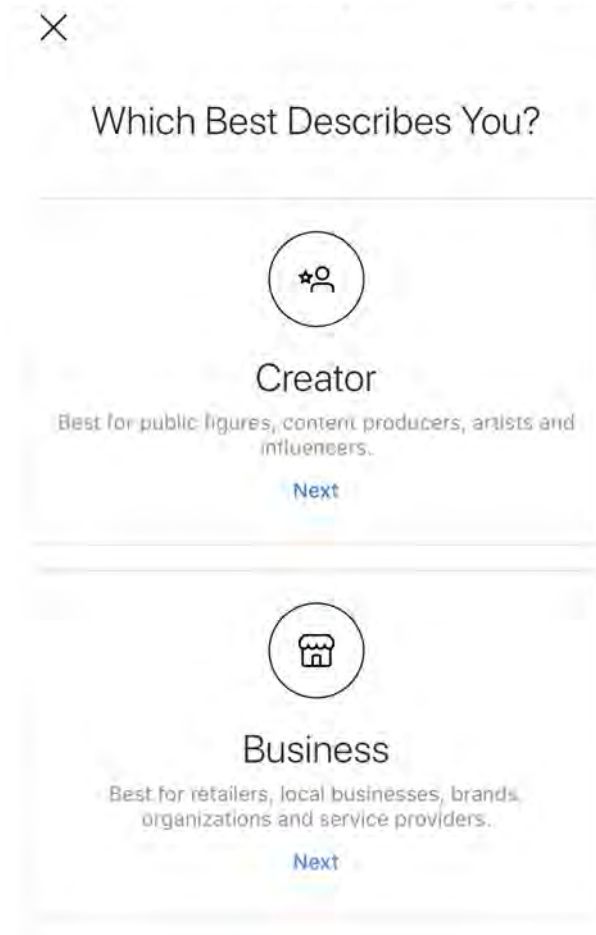 Which Best Describes You?
Creator
Best for public figures, content producers, artists and
influencers.
Next
Business
Best for retailers, local businesses, brands,
organizations and service providers.
Next